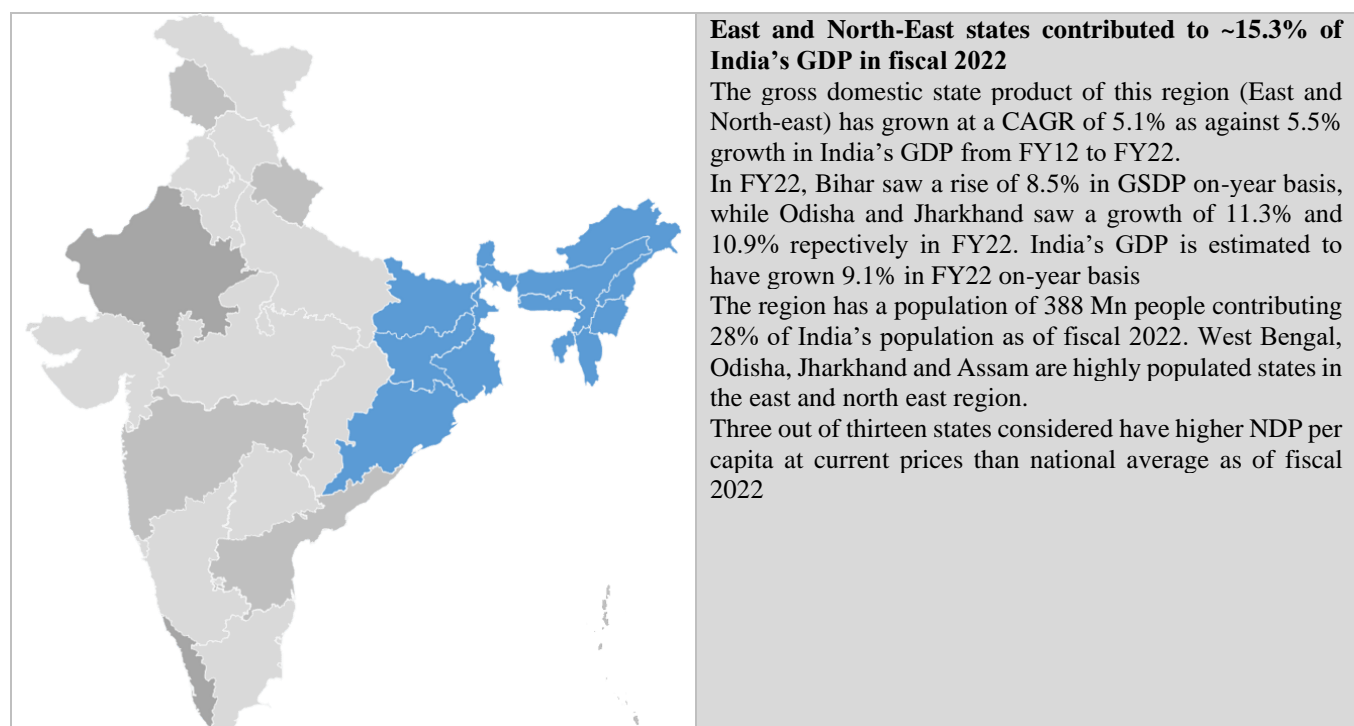 East and North-East states contributed to ~15.3% of
India's GDP in fiscal 2022
The gross domestic state product of this region (East and
North-east) has grown at a CAGR of 5.1% as against 5.5%
growth in India's GDP from FY12 to FY22.
In FY22, Bihar saw a rise of 8.5% in GSDP on-year basis,
while Odisha and Jharkhand saw a growth of 11.3% and
10.9% repectively in FY22. India's GDP is estimated to
have grown 9.1% in FY22 on-year basis
The region has a population of 388 Mn people contributing
28% of India's population as of fiscal 2022. West Bengal,
Odisha, Jharkhand and Assam are highly populated states in
the east and north east region.
Three out of thirteen states considered have higher NDP per
capita at current prices than national average as of fiscal
2022